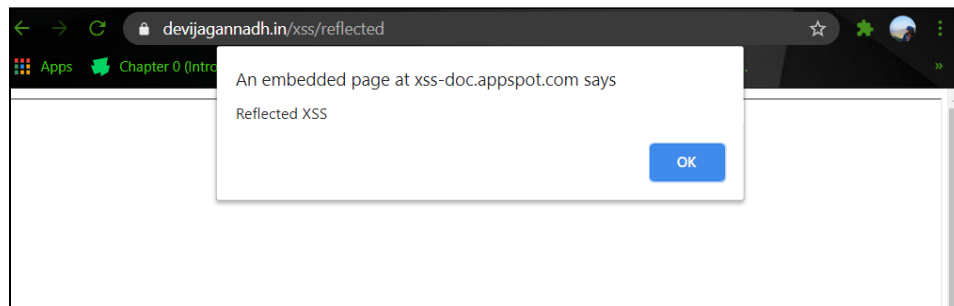 devijagannadh.in/xss/reflected
Apps Chapter 0 (Intro
An embedded page at xss-doc.appspot.com says
Reflected XSS
OK